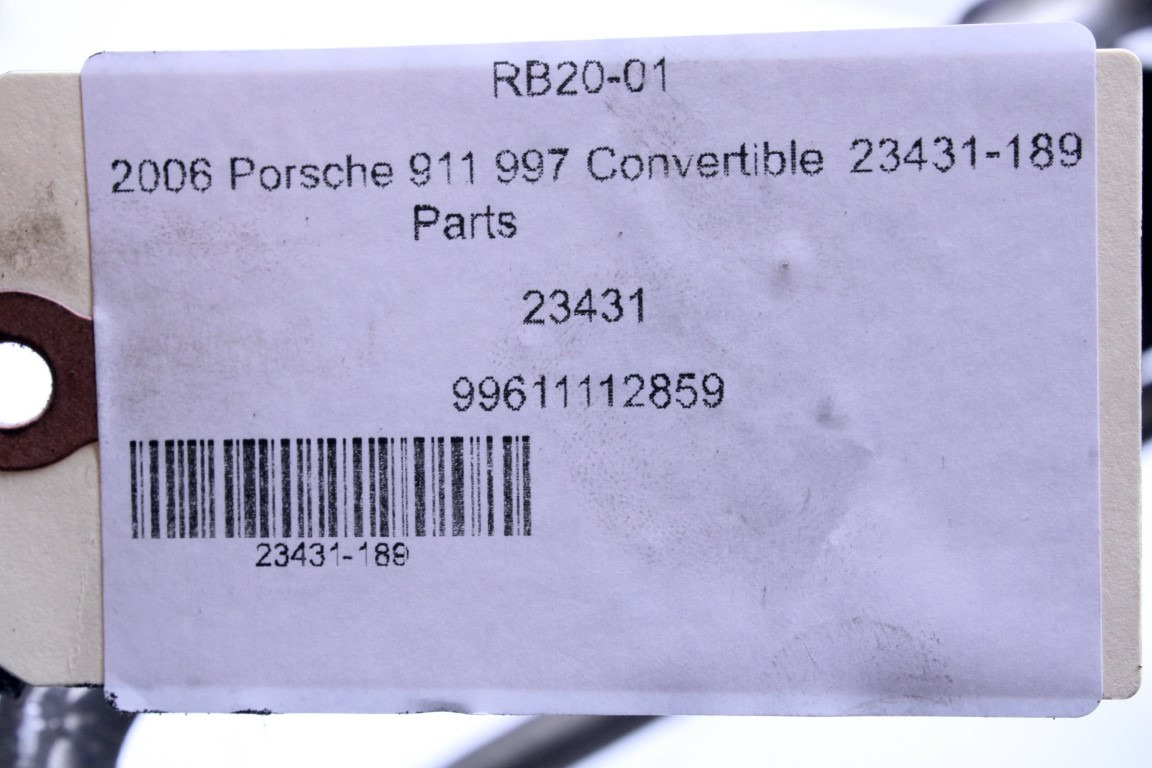 RB20-01
2006 Porsche 911 997 Convertible 23431-189
Parts
23431
99611112859
23431-189